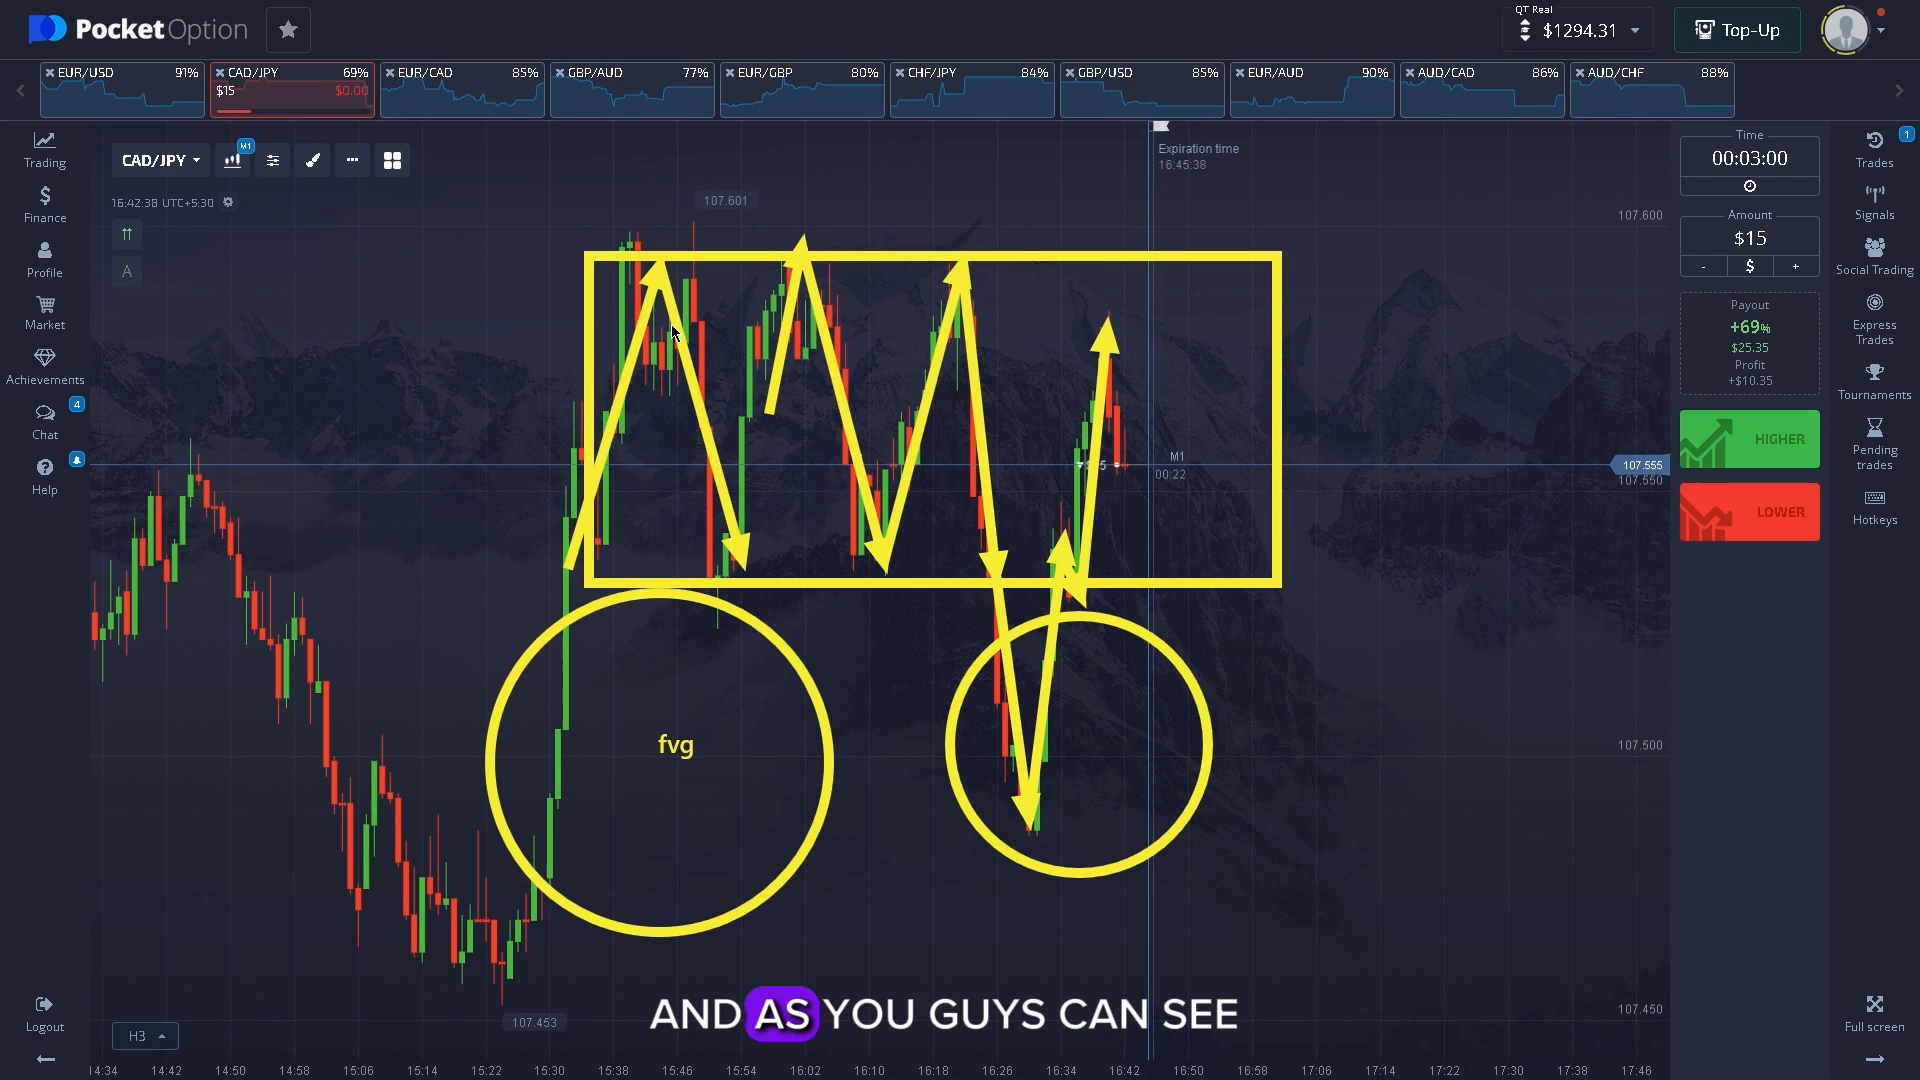 PocketOption
QT Real
$1294.31
Top-Up
EUR/USD 91%
CAD/JPY 69%
$15 $0.00
EUR/CAD 85%
GBP/AUD 77%
EUR/GBP 80%
CHF/JPY 84%
GBP/USD 85%
EUR/AUD 90%
AUD/CAD 86%
AUD/CHF 88%
Trading
Finance
Profile
Market
Achievements
4
Chat
Help
Logout
CAD/JPY
M1
16:42:38 UTC+5:30
A
107.601
Expiration time
16:45:38
107.600
M1
00:22
107.555
107.550
107.500
107.450
fvg
107.453
AND AS YOU GUYS CAN SEE
H3
14:34 14:42 14:50 14:58 15:06 15:14 15:22 15:30 15:38 15:46 15:54 16:02 16:10 16:18 16:26 16:34 16:42 16:50 16:58 17:06 17:14 17:22 17:30 17:38 17:46
Time
00:03:00
Amount
$15
- $ +
Payout
+69%
$25.35
Profit
+$10.35
HIGHER
LOWER
1
Trades
Signals
Social Trading
Express
Trades
Tournaments
Pending
trades
Hotkeys
Full screen